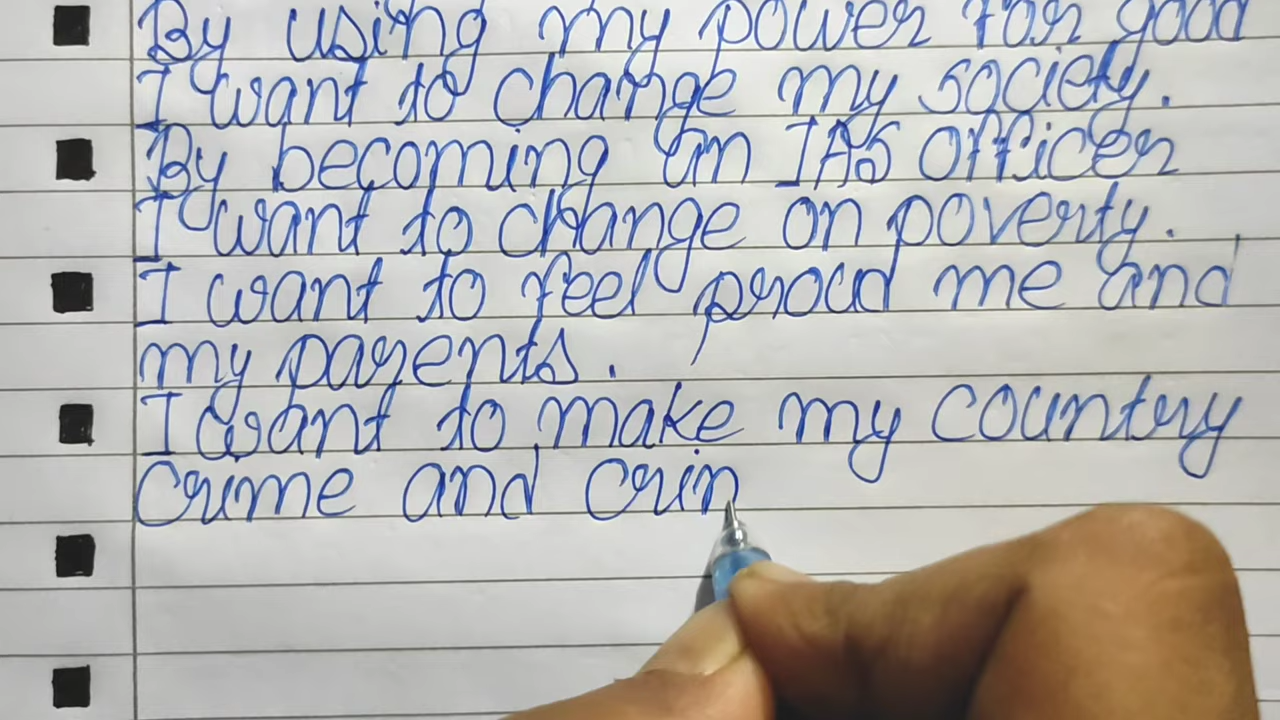 By using my power for good
I want to change my society.
By becoming an IAS officer
I want to change on poverty.
I want to feel proud me and
my parents.
I want to make my country
crime and crim